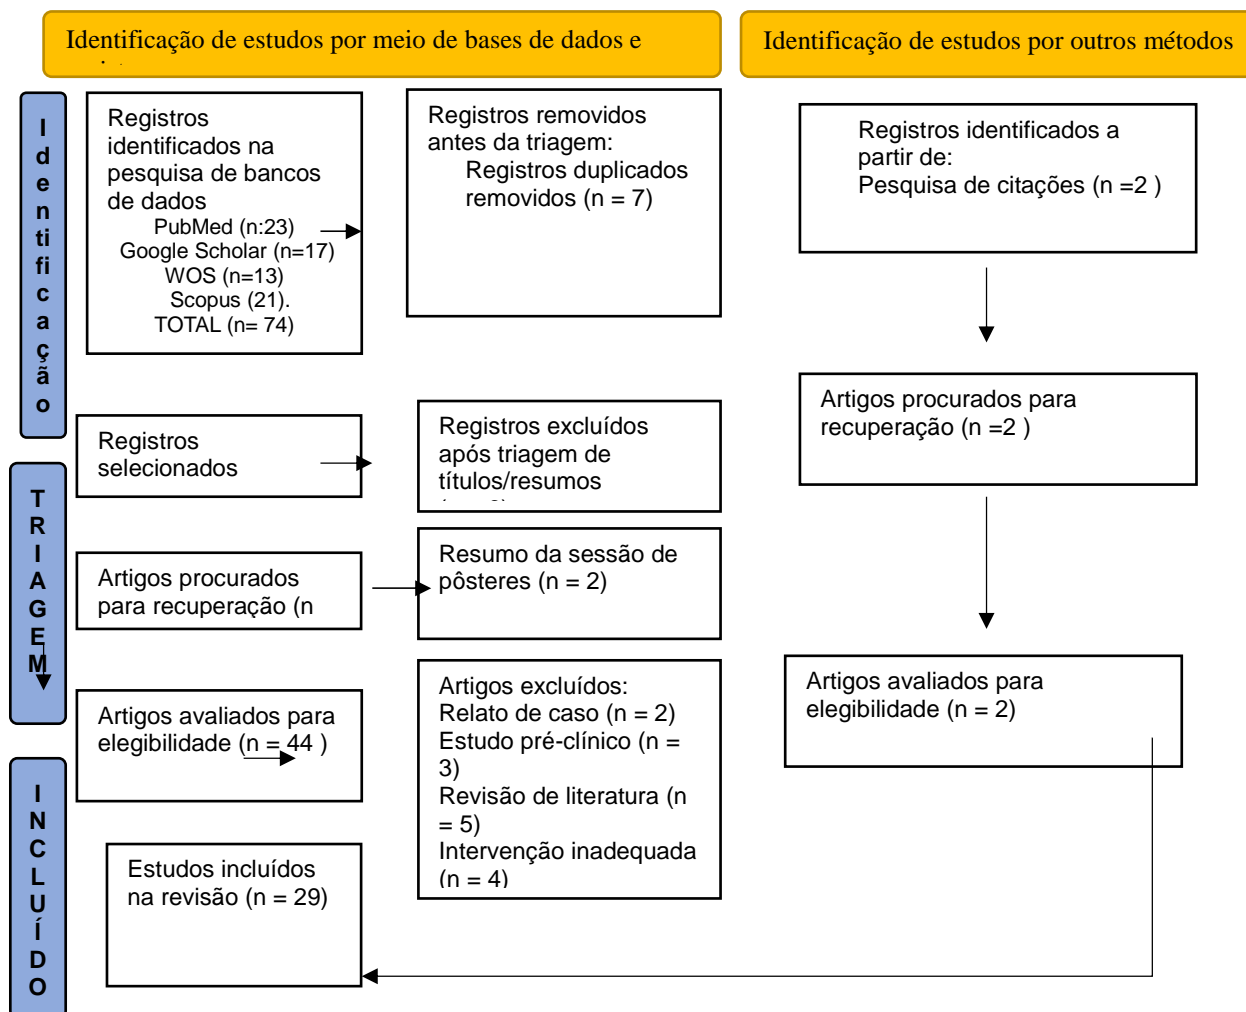 Identificação de estudos por meio de bases de dados e
Identificação de estudos por outros métodos
Identificação
Registros
identificados na
pesquisa de bancos
de dados
PubMed (n:23)
Google Scholar (n=17)
WOS (n=13)
Scopus (21).
TOTAL (n= 74)
Registros removidos
antes da triagem:
Registros duplicados
removidos (n = 7)
Registros identificados a
partir de:
Pesquisa de citações (n =2 )
Registros
selecionados
Registros excluídos
após triagem de
títulos/resumos
Artigos procurados para
recuperação (n =2 )
TRIAGEM
Artigos procurados
para recuperação (n
Resumo da sessão de
pôsteres (n = 2)
Artigos avaliados para
elegibilidade (n = 44 )
Artigos excluídos:
Relato de caso (n = 2)
Estudo pré-clínico (n =
3)
Revisão de literatura (n
= 5)
Intervenção inadequada
(n = 4)
Artigos avaliados para
elegibilidade (n = 2)
INCLUÍDO
Estudos incluídos
na revisão (n = 29)